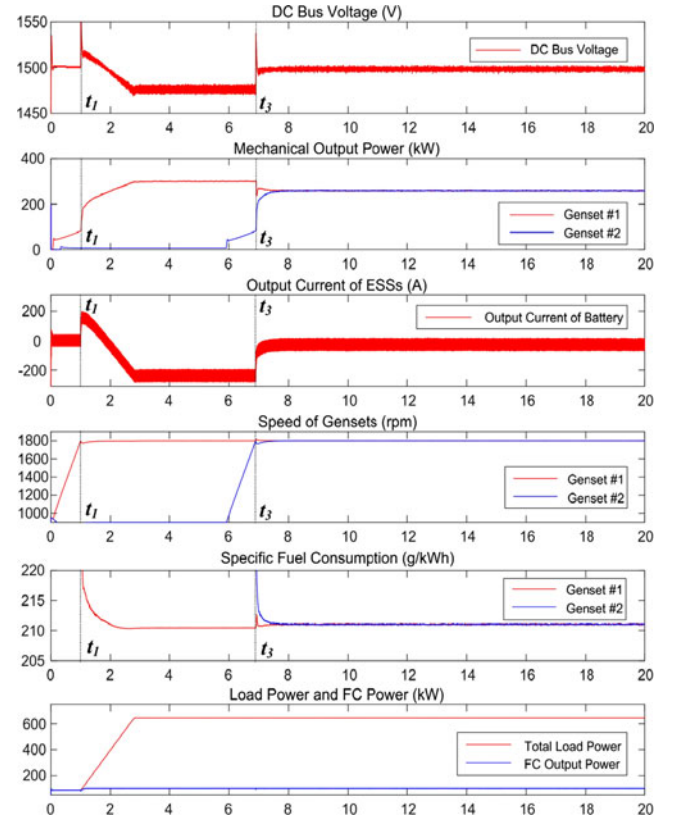 DC Bus Voltage (V)
1550
DC Bus Voltage
1500
1450
t1
t3
0 2 4 6 8 10 12 14 16 18 20
Mechanical Output Power (kW)
400
200
Genset #1
Genset #2
0
t1
t3
0 2 4 6 8 10 12 14 16 18 20
Output Current of ESSs (A)
t1
t3
200
Output Current of Battery
0
-200
0 2 4 6 8 10 12 14 16 18 20
Speed of Gensets (rpm)
1800
1600
1400
Genset #1
1200
Genset #2
1000
t1
t3
0 2 4 6 8 10 12 14 16 18 20
Specific Fuel Consumption (g/kWh)
220
Genset #1
215
Genset #2
210
205
t1
t3
0 2 4 6 8 10 12 14 16 18 20
Load Power and FC Power (kW)
600
Total Load Power
400
FC Output Power
200
0 2 4 6 8 10 12 14 16 18 20